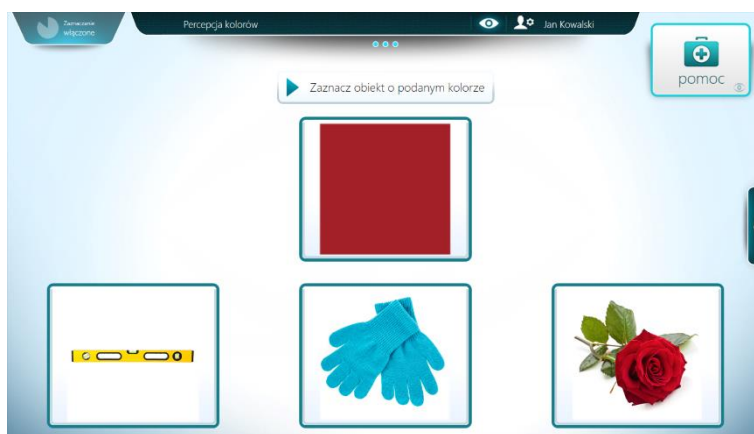 Zaznaczanie
włączone
Percepcja kolorów
Jan Kowalski
pomoc
Zaznacz obiekt o podanym kolorze